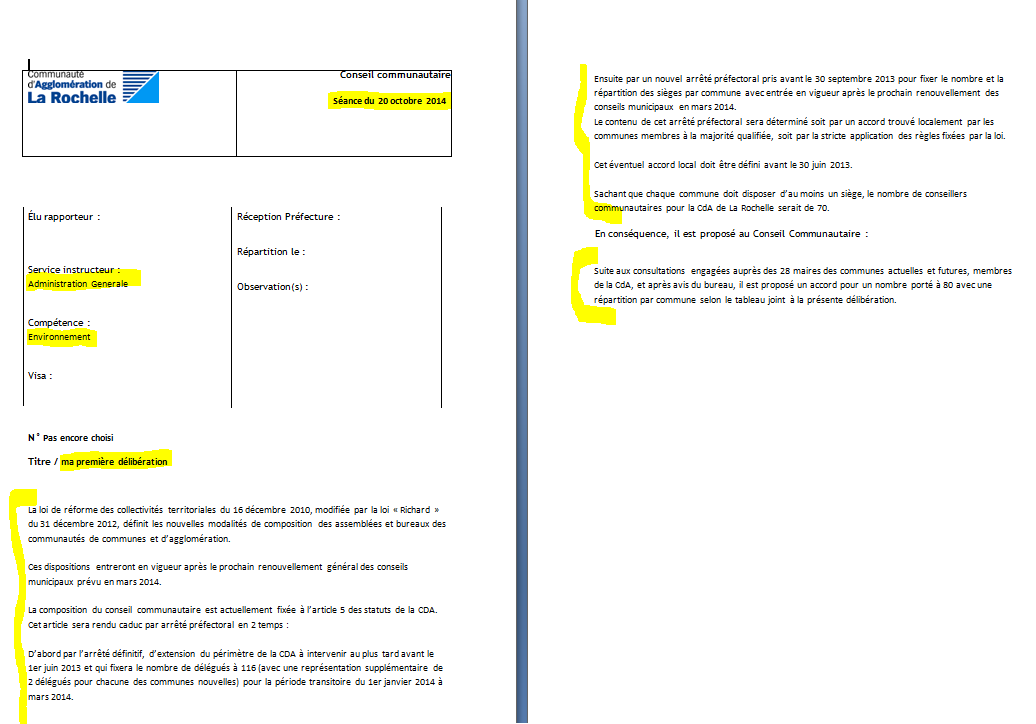 Communauté
d'Agglomération de
La Rochelle
Conseil communautaire
Séance du 20 octobre 2014
Élu rapporteur :
Service instructeur :
Administration Generale
Compétence :
Environnement
Visa :
Réception Préfecture :
Répartition le :
Observation(s) :
N° Pas encore choisi
Titre / ma première délibération
La loi de réforme des collectivités territoriales du 16 décembre 2010, modifiée par la loi « Richard »
du 31 décembre 2012, définit les nouvelles modalités de composition des assemblées et bureaux des
communautés de communes et d'agglomération.
Ces dispositions entreront en vigueur après le prochain renouvellement général des conseils
municipaux prévu en mars 2014.
La composition du conseil communautaire est actuellement fixée à l'article 5 des statuts de la CDA.
Cet article sera rendu caduc par arrêté préfectoral en 2 temps :
D'abord par l'arrêté définitif, d'extension du périmètre de la CDA à intervenir au plus tard avant le
1er juin 2013 et qui fixera le nombre de délégués à 116 (avec une représentation supplémentaire de
2 délégués pour chacune des communes nouvelles) pour la période transitoire du 1er janvier 2014 à
mars 2014.
Ensuite par un nouvel arrêté préfectoral pris avant le 30 septembre 2013 pour fixer le nombre et la
répartition des sièges par commune avec entrée en vigueur après le prochain renouvellement des
conseils municipaux en mars 2014.
Le contenu de cet arrêté préfectoral sera déterminé soit par un accord trouvé localement par les
communes membres à la majorité qualifiée, soit par la stricte application des règles fixées par la loi.
Cet éventuel accord local doit être défini avant le 30 juin 2013.
Sachant que chaque commune doit disposer d'au moins un siège, le nombre de conseillers
communautaires pour la CdA de La Rochelle serait de 70.
En conséquence, il est proposé au Conseil Communautaire :
Suite aux consultations engagées auprès des 28 maires des communes actuelles et futures, membres
de la CdA, et après avis du bureau, il est proposé un accord pour un nombre porté à 80 avec une
répartition par commune selon le tableau joint à la présente délibération.